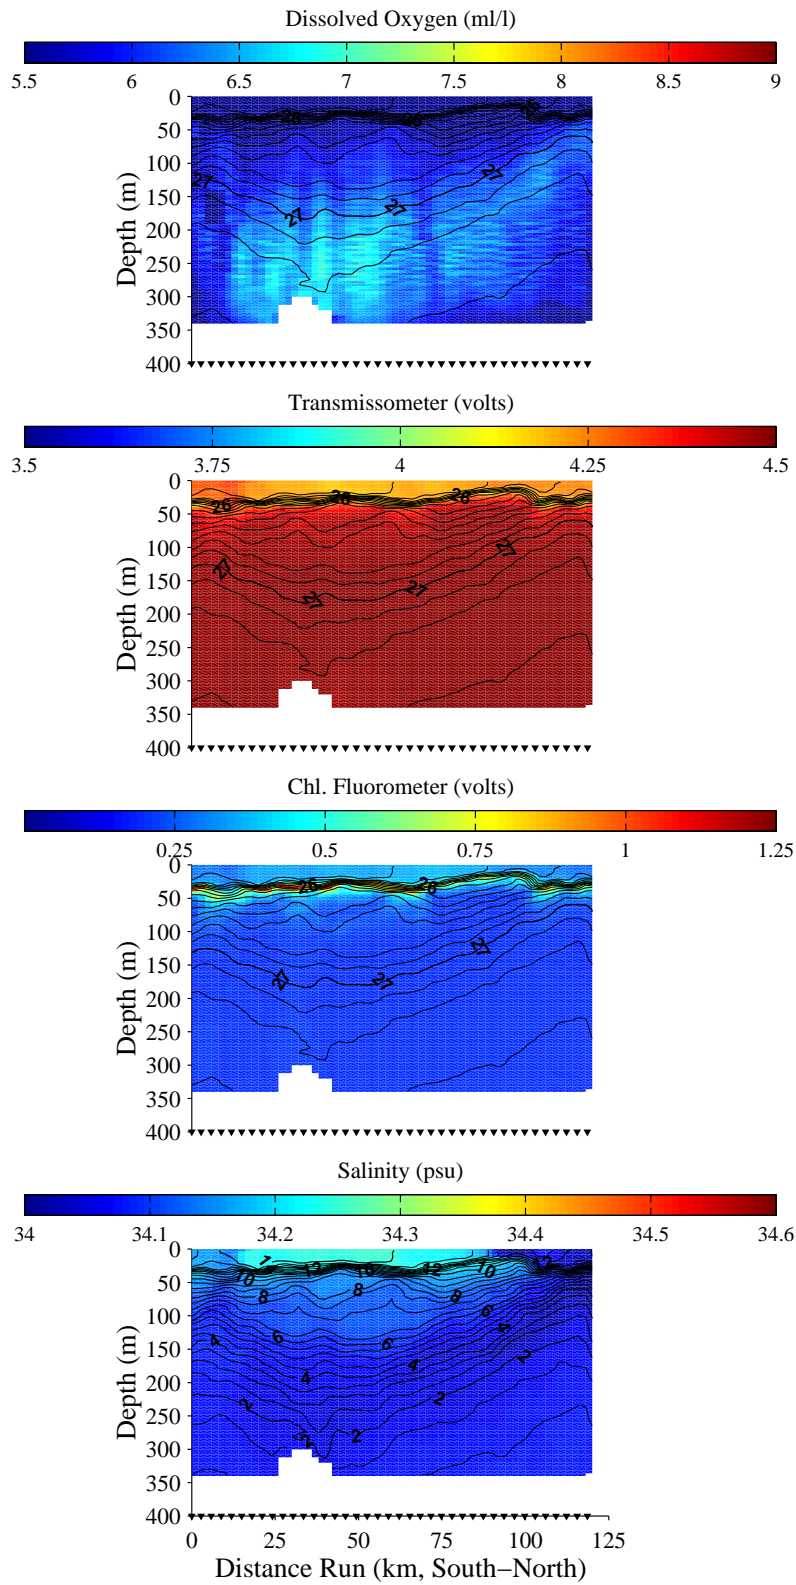 Dissolved Oxygen (ml/l)
5.5 6 6.5 7 7.5 8 8.5 9
0
50
100
150
200
250
300
350
400
Depth (m)
26 26 26
27 27 27 27
Transmissometer (volts)
3.5 3.75 4 4.25 4.5
0
50
100
150
200
250
300
350
400
Depth (m)
26 26 26
27 27 27 27
Chl. Fluorometer (volts)
0.25 0.5 0.75 1 1.25
0
50
100
150
200
250
300
350
400
Depth (m)
26 26
27 27 27
Salinity (psu)
34 34.1 34.2 34.3 34.4 34.5 34.6
0
50
100
150
200
250
300
350
400
Depth (m)
12 10 12 10
10 12
8 8 8
6 6 6
4 4 4 4
2 2 2 2 2
0 25 50 75 100 125
Distance Run (km, South−North)